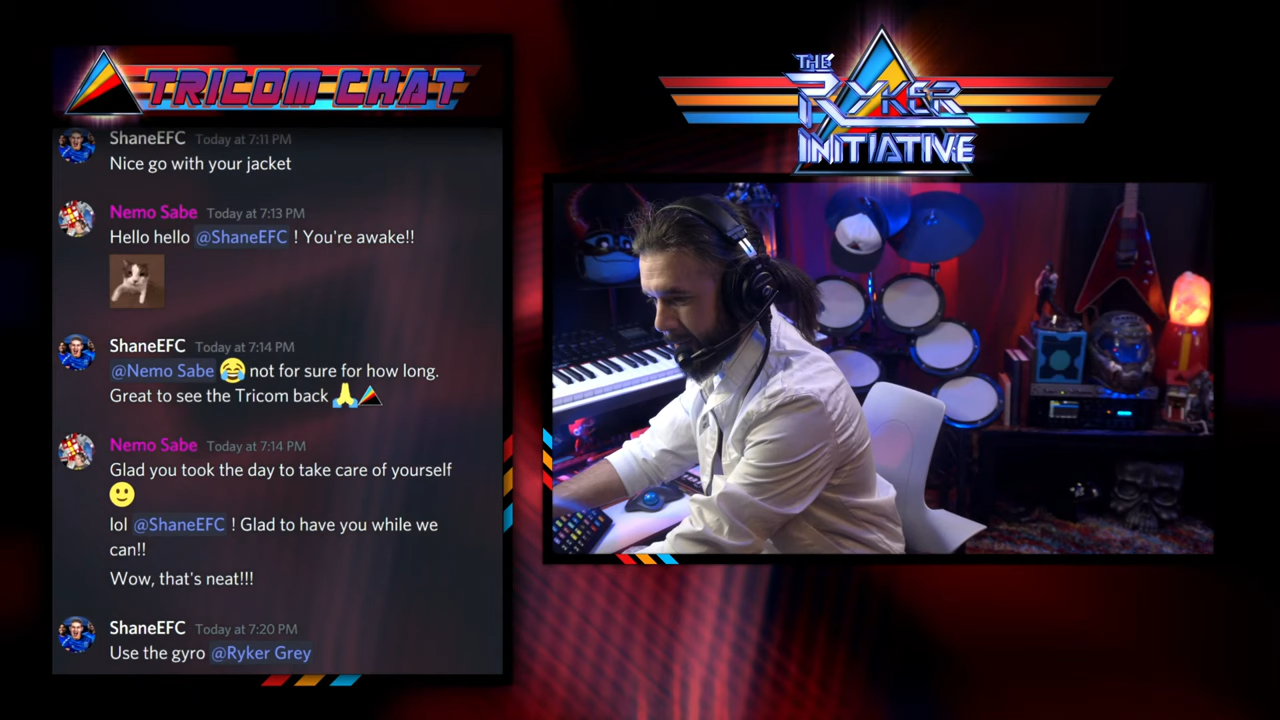 TRICOM CHAT
ShaneEFC Today at 7:11 PM
Nice go with your jacket
Nemo Sabe Today at 7:13 PM
Hello hello @ShaneEFC ! You're awake!!
ShaneEFC Today at 7:14 PM
@Nemo Sabe 😂 not for sure for how long.
Great to see the Tricom back 🙏
Nemo Sabe Today at 7:14 PM
Glad you took the day to take care of yourself
🙂
lol @ShaneEFC ! Glad to have you while we
can!!
Wow, that's neat!!!
ShaneEFC Today at 7:20 PM
Use the gyro @Ryker Grey
THE
RYKER
INITIATIVE